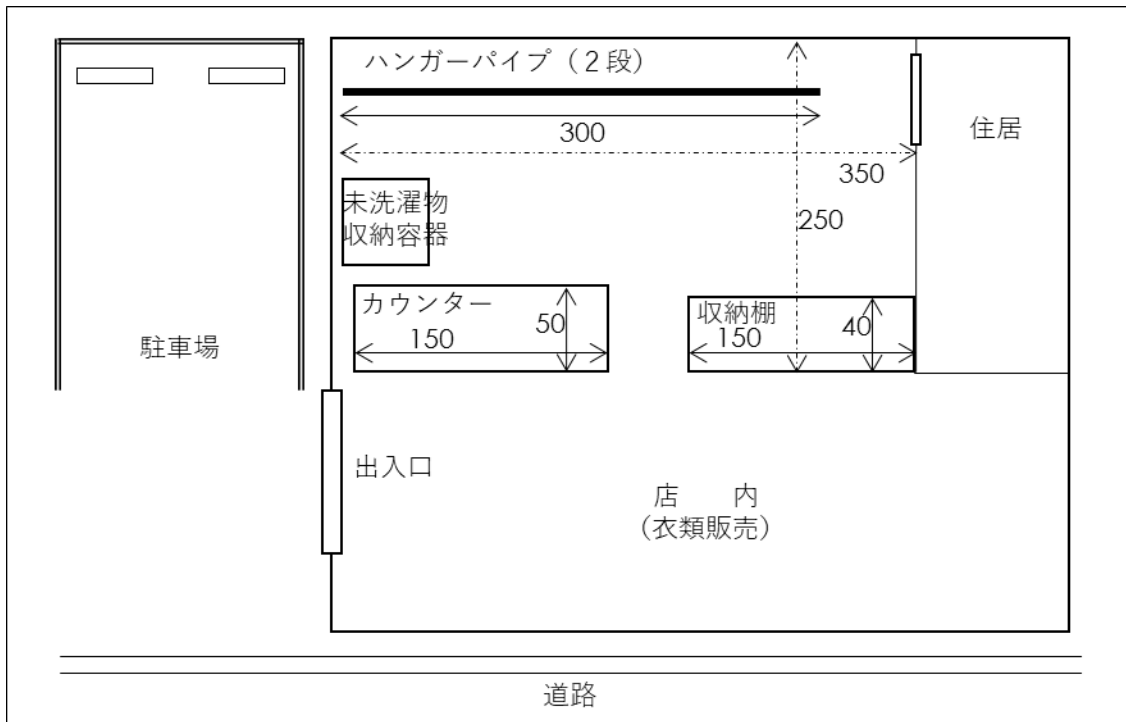 ハンガーパイプ（２段）
300
住居
350
未洗濯物
収納容器
250
カウンター
50
150
収納棚
40
150
駐車場
出入口
店　　内
（衣類販売）
道路